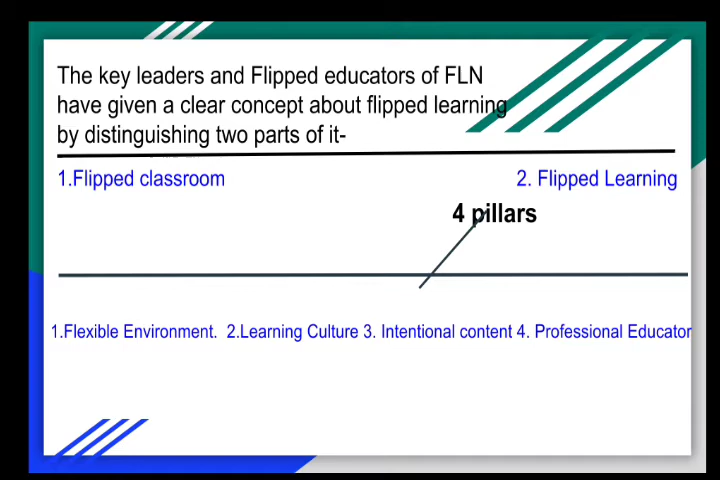 The key leaders and Flipped educators of FLN
have given a clear concept about flipped learning
by distinguishing two parts of it-
1.Flipped classroom 2. Flipped Learning
4 pillars
1.Flexible Environment. 2.Learning Culture 3. Intentional content 4. Professional Educator